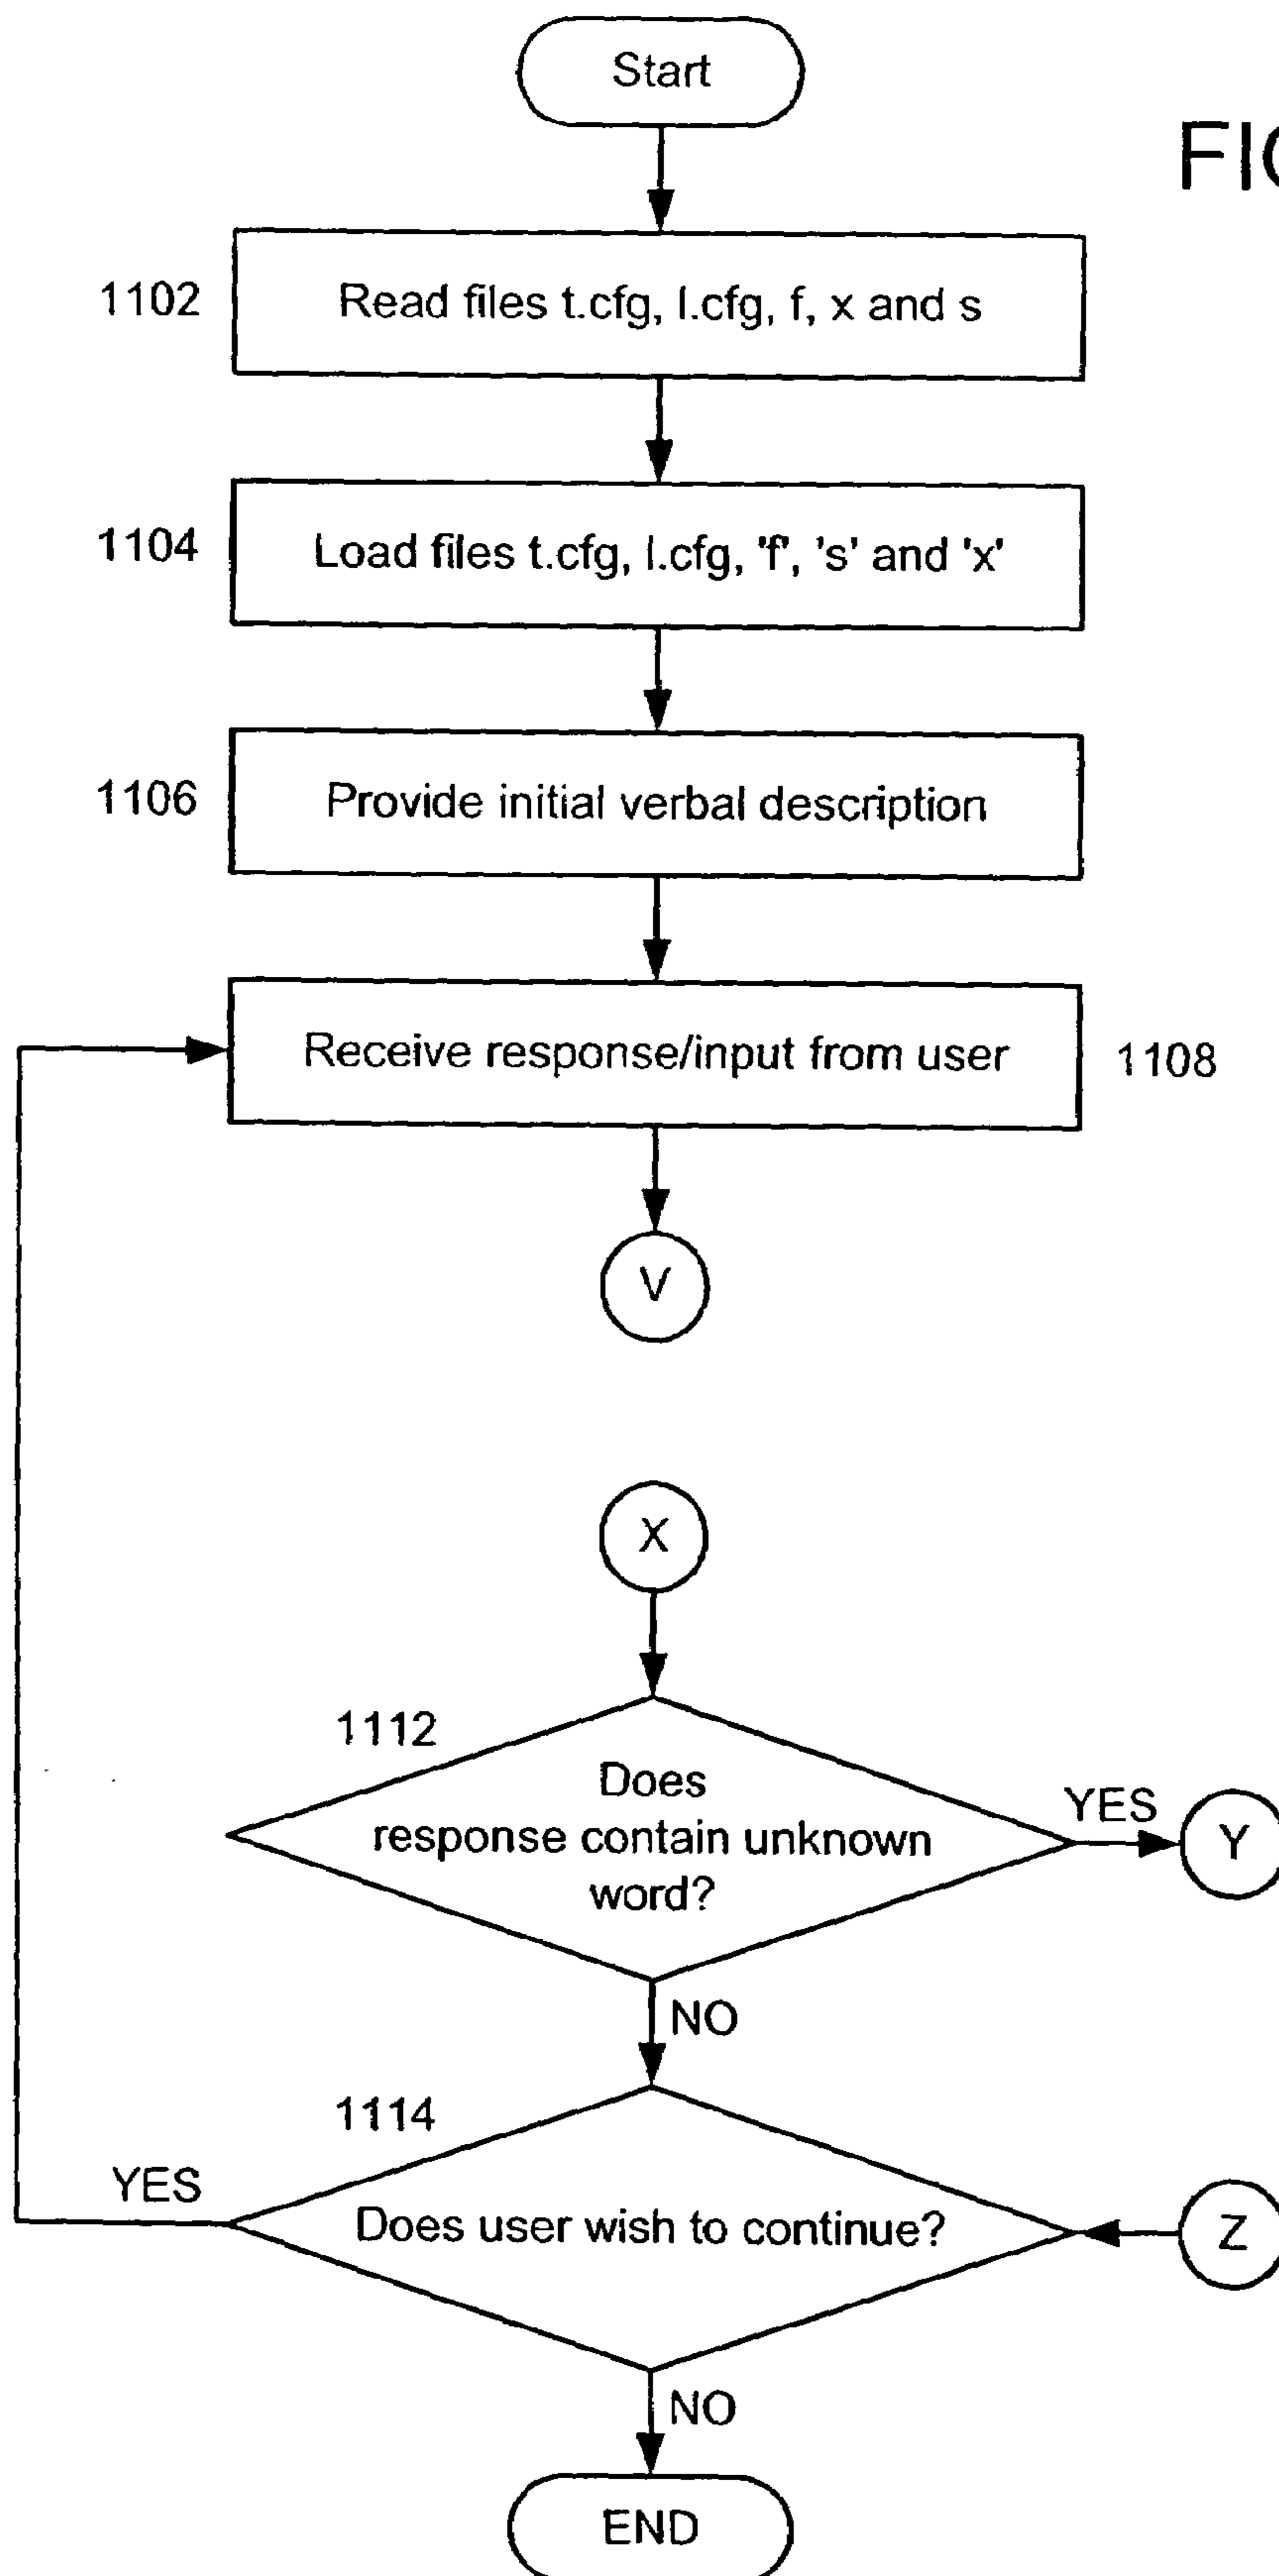 Start
FIG
1102
Read files t.cfg, l.cfg, f, x and s
1104
Load files t.cfg, l.cfg, 'f', 's' and 'x'
1106
Provide initial verbal description
Receive response/input from user
1108
V
X
1112
Does
response contain unknown
word?
YES
Y
NO
1114
YES
Does user wish to continue?
Z
NO
END